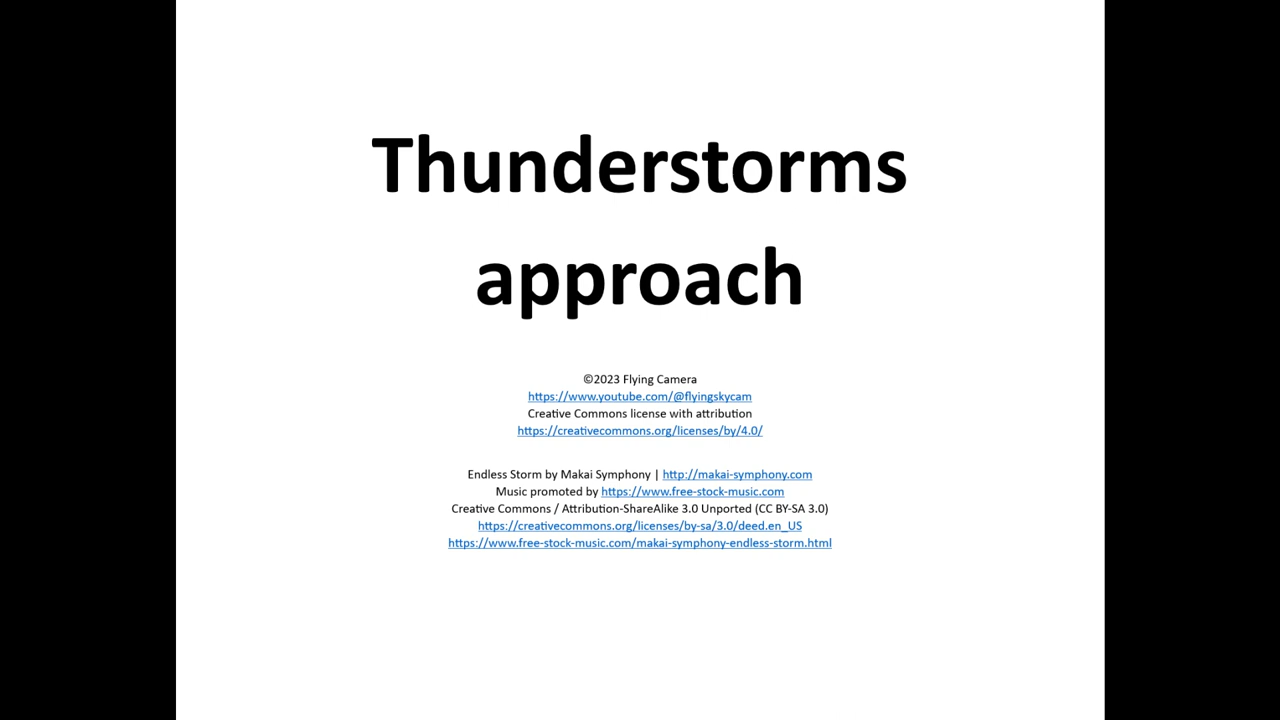 Thunderstorms
approach
©2023 Flying Camera
https://www.youtube.com/@flyingskycam
Creative Commons license with attribution
https://creativecommons.org/licenses/by/4.0/
Endless Storm by Makai Symphony | http://makai-symphony.com
Music promoted by https://www.free-stock-music.com
Creative Commons / Attribution-ShareAlike 3.0 Unported (CC BY-SA 3.0)
https://creativecommons.org/licenses/by-sa/3.0/deed.en_US
https://www.free-stock-music.com/makai-symphony-endless-storm.html